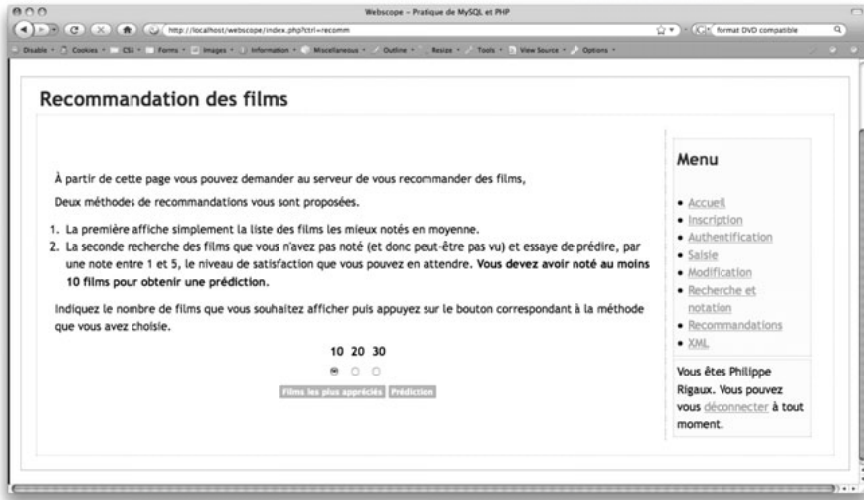 Webscope – Pratique de MySQL et PHP
http://localhost/webscope/index.php?ctrl=recomm
format DVD compatible
Disable Cookies CSS Forms Images Information Miscellaneous Outline Resize Tools View Source Options
Recommandation des films
À partir de cette page vous pouvez demander au serveur de vous recommander des films,
Deux méthodes de recommandations vous sont proposées.
1. La première affiche simplement la liste des films les mieux notés en moyenne.
2. La seconde recherche des films que vous n'avez pas noté (et donc peut-être pas vu) et essaye de prédire, par
une note entre 1 et 5, le niveau de satisfaction que vous pouvez en attendre. Vous devez avoir noté au moins
10 films pour obtenir une prédiction.
Indiquez le nombre de films que vous souhaitez afficher puis appuyez sur le bouton correspondant à la méthode
que vous avez choisie.
10 20 30
Films les plus appréciés Prédiction
Menu
Accueil
Inscription
Authentification
Saisie
Modification
Recherche et
notation
Recommandations
XML
Vous êtes Philippe
Rigaux. Vous pouvez
vous déconnecter à tout
moment.